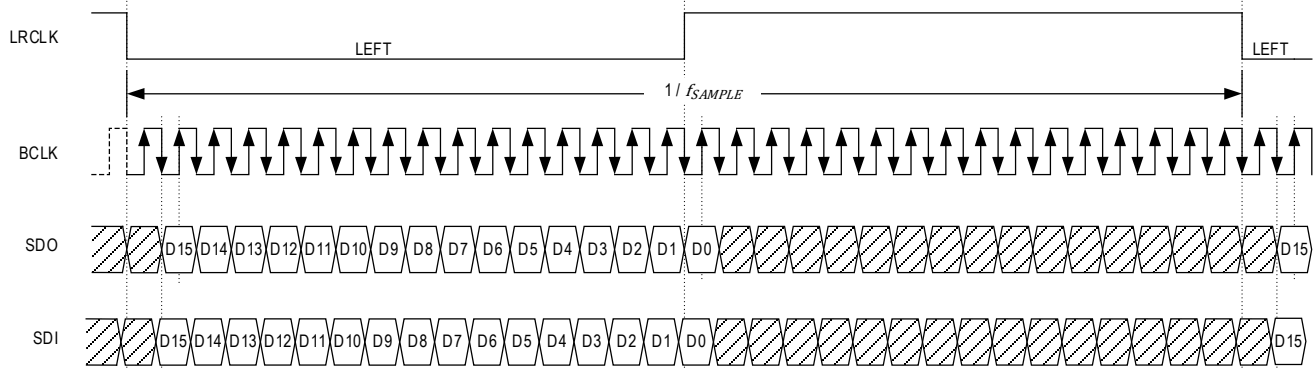 LRCLK
LEFT
LEFT
1 / fSAMPLE
BCLK
SDO
D15 D14 D13 D12 D11 D10 D9 D8 D7 D6 D5 D4 D3 D2 D1 D0 D15
SDI
D15 D14 D13 D12 D11 D10 D9 D8 D7 D6 D5 D4 D3 D2 D1 D0 D15